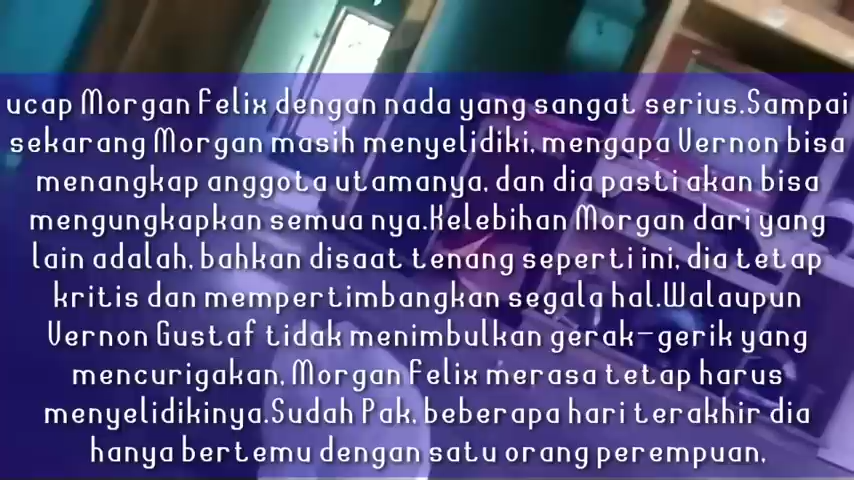 ucap Morgan Felix dengan nada yang sangat serius.Sampai
sekarang Morgan masih menyelidiki, mengapa Vernon bisa
menangkap anggota utamanya, dan dia pasti akan bisa
mengungkapkan semua nya.Kelebihan Morgan dari yang
lain adalah, bahkan disaat tenang seperti ini, dia tetap
kritis dan mempertimbangkan segala hal.Walaupun
Vernon Gustaf tidak menimbulkan gerak-gerik yang
mencurigakan, Morgan Felix merasa tetap harus
menyelidikinya.Sudah Pak, beberapa hari terakhir dia
hanya bertemu dengan satu orang perempuan,